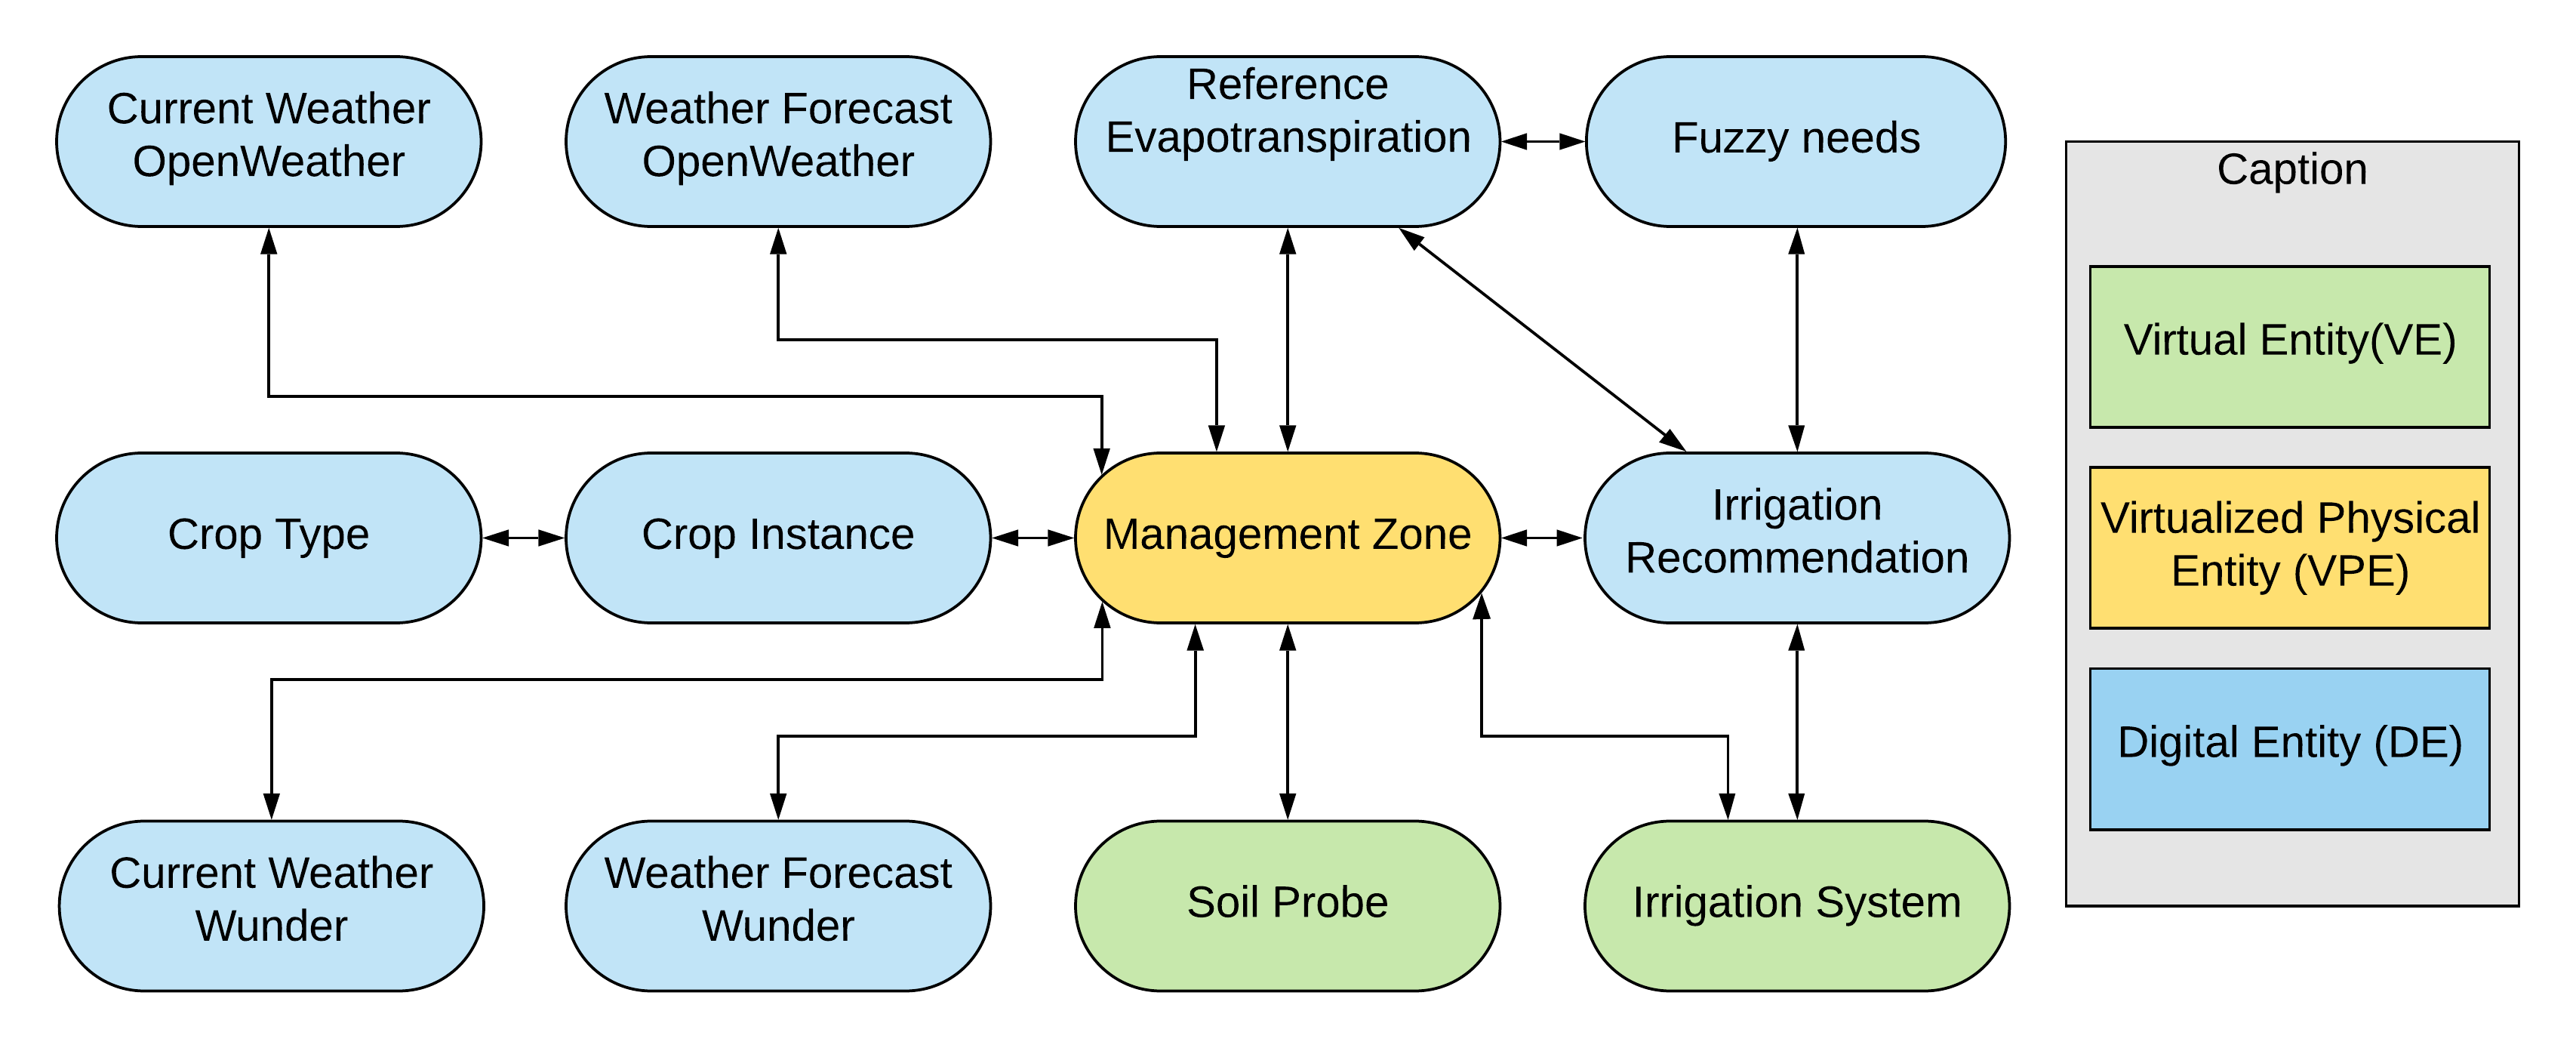 Current Weather
OpenWeather
Weather Forecast
OpenWeather
Reference
Evapotranspiration
Fuzzy needs
Crop Type
Crop Instance
Management Zone
Irrigation
Recommendation
Current Weather
Wunder
Weather Forecast
Wunder
Soil Probe
Irrigation System
Caption
Virtual Entity(VE)
Virtualized Physical
Entity (VPE)
Digital Entity (DE)